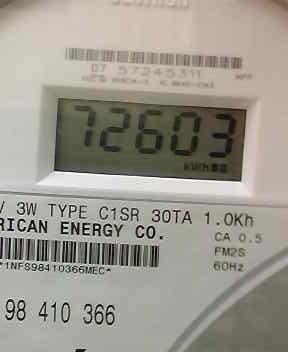 07 57245311
72603
kWh
V 3W TYPE C1SR 30TA 1.0Kh
RICAN ENERGY CO.
CA 0.5
FM2S
60Hz
*1NFS98410366MEC*
98 410 366